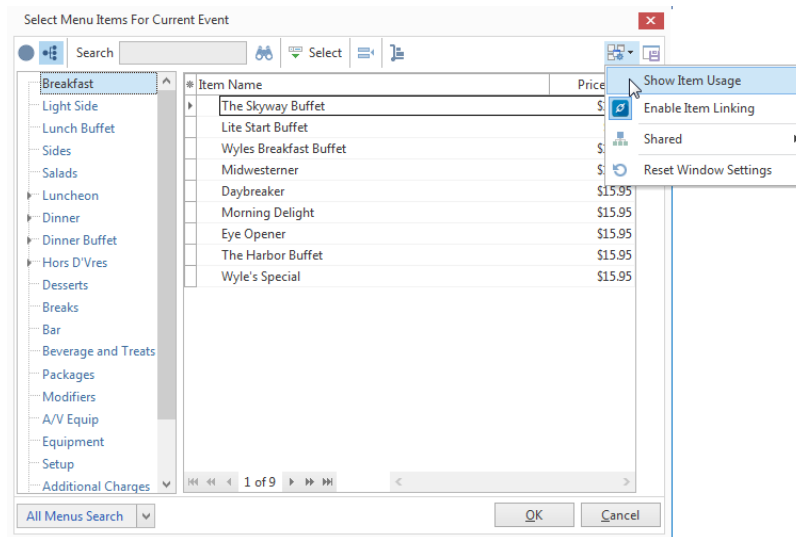 Select Menu Items For Current Event
Search
Select
Show Item Usage
Enable Item Linking
Shared
Reset Window Settings
Breakfast
Light Side
Lunch Buffet
Sides
Salads
Luncheon
Dinner
Dinner Buffet
Hors D'Vres
Desserts
Breaks
Bar
Beverage and Treats
Packages
Modifiers
A/V Equip
Equipment
Setup
Additional Charges
Item Name Price
The Skyway Buffet
Lite Start Buffet
Wyles Breakfast Buffet
Midwesterner
Daybreaker $15.95
Morning Delight $15.95
Eye Opener $15.95
The Harbor Buffet $15.95
Wyle's Special $15.95
1 of 9
All Menus Search
OK Cancel